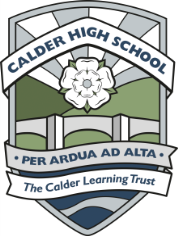 CALDER HIGH SCHOOL
• PER ARDUA AD ALTA •
The Calder Learning Trust